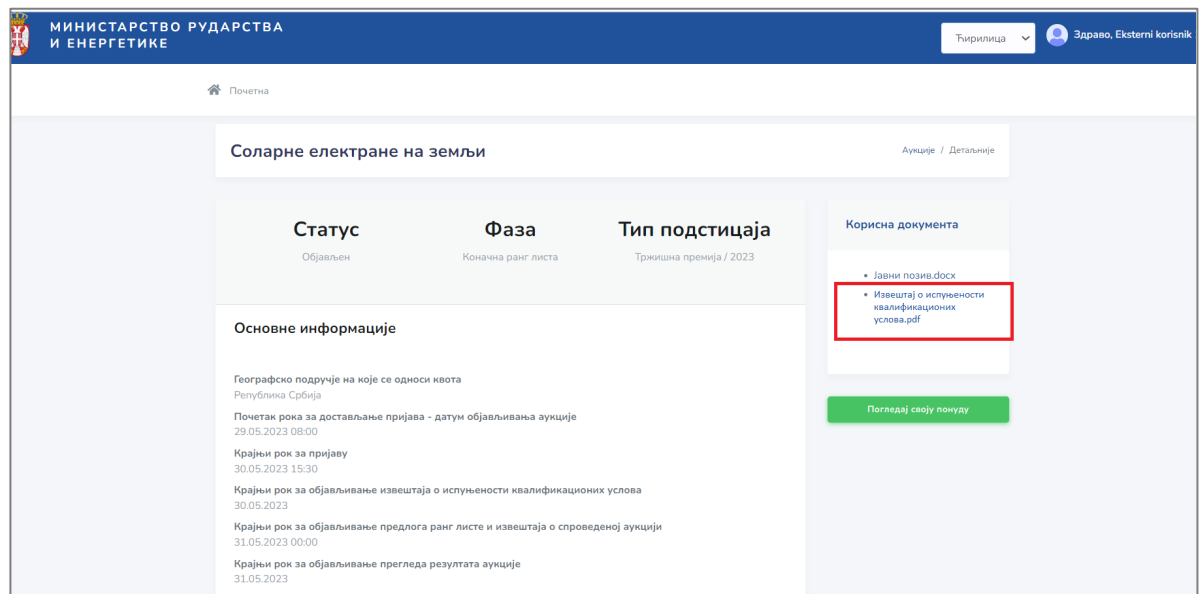 МИНИСТАРСТВО РУДАРСТВА
И ЕНЕРГЕТИКЕ
Ћирилица
Здраво, Eksterni korisnik
Почетна
Соларне електране на земљи
Аукције / Детаљније
Статус
Објављен
Фаза
Коначна ранг листа
Тип подстицаја
Тржишна премија / 2023
Основне информације
Географско подручје на које се односи квота
Република Србија
Почетак рока за достављање пријава - датум објављивања аукције
29.05.2023 08:00
Крајњи рок за пријаву
30.05.2023 15:30
Крајњи рок за објављивање извештаја о испуњености квалификационих услова
30.05.2023
Крајњи рок за објављивање предлога ранг листе и извештаја о спроведеној аукцији
31.05.2023 00:00
Крајњи рок за објављивање прегледа резултата аукције
31.05.2023
Корисна документа
Јавни позив.docx
Извештај о испуњености
квалификационих
услова.pdf
Погледај своју понуду